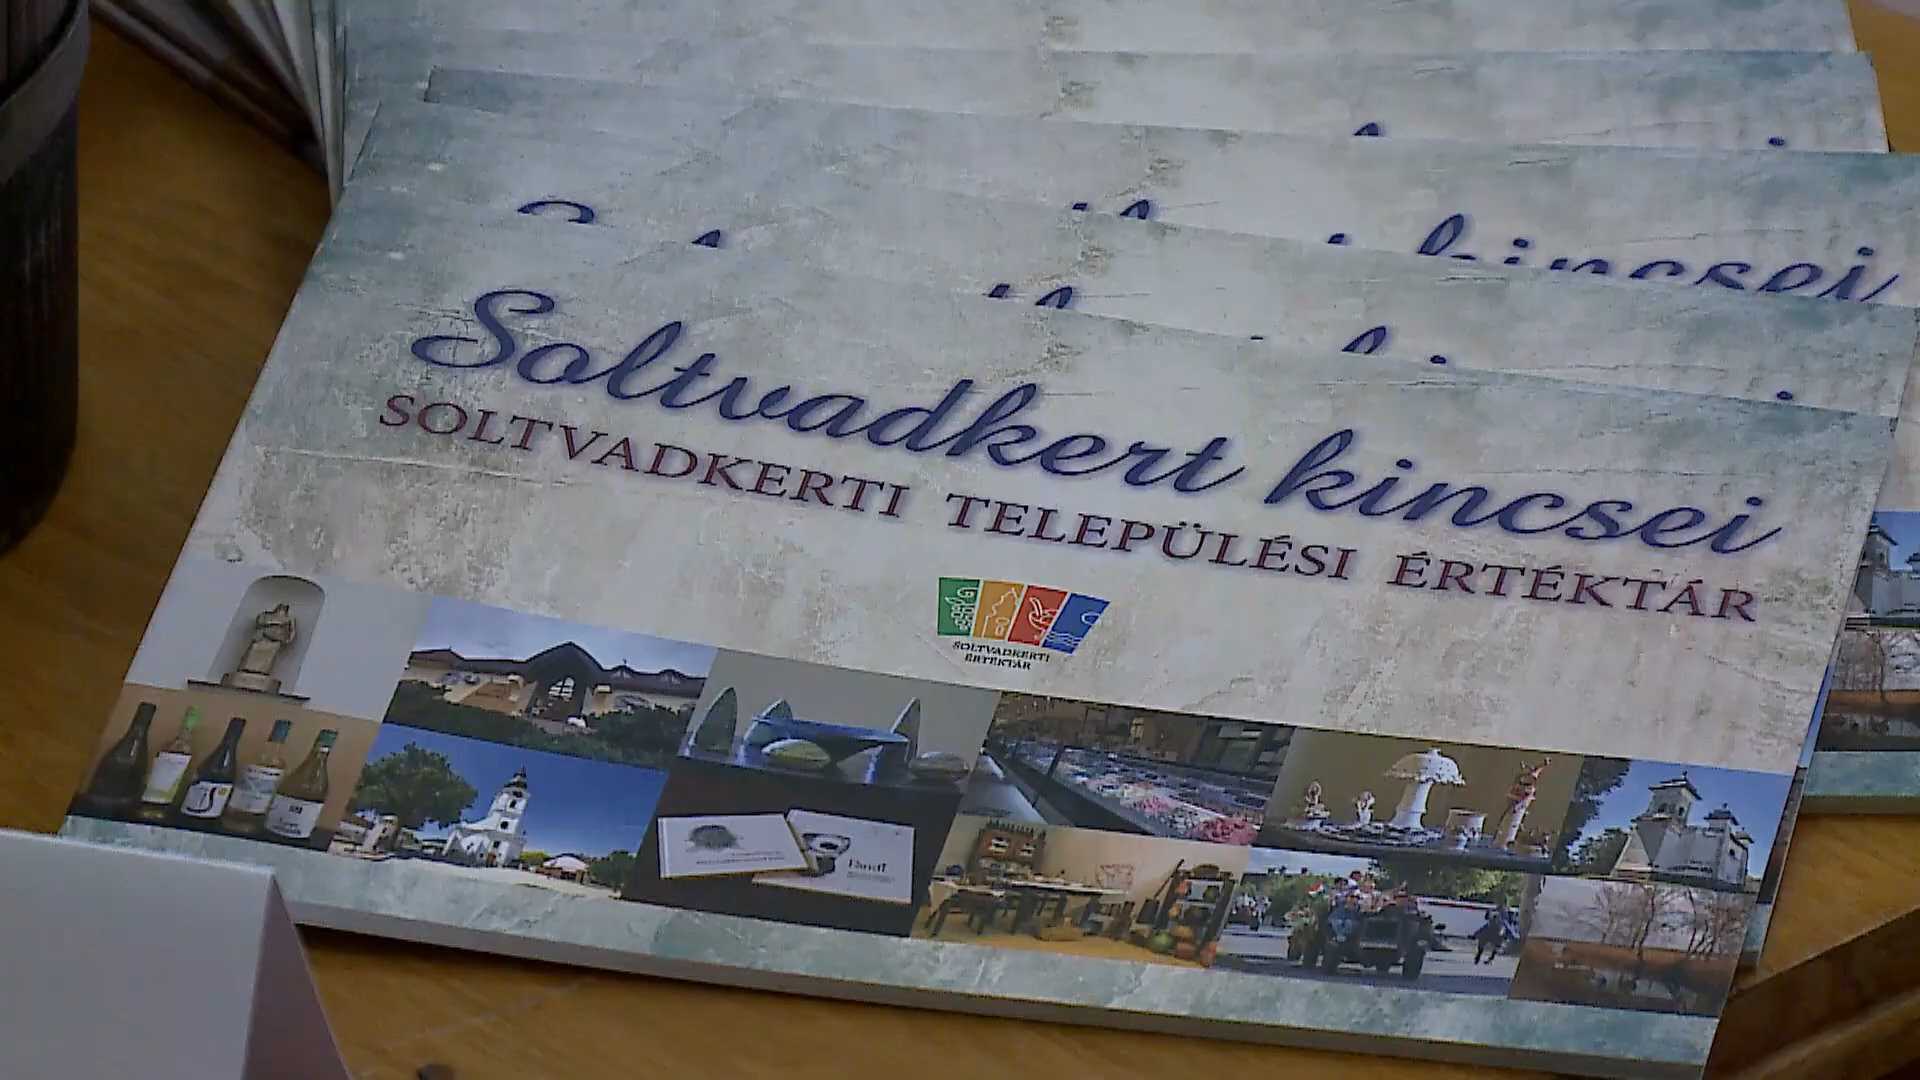 Soltvadkert kincsei
SOLTVADKERTI TELEPÜLÉSI ÉRTÉKTÁR
SOLTVADKERTI
ÉRTÉKTÁR